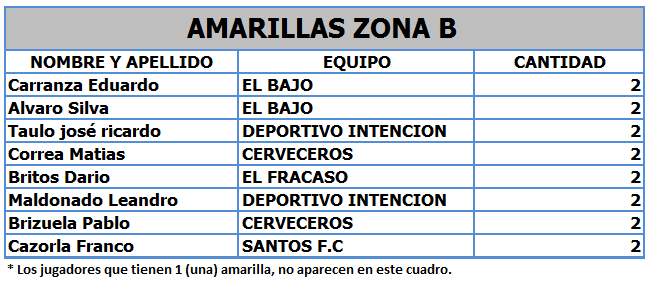 AMARILLAS ZONA B
NOMBRE Y APELLIDO EQUIPO CANTIDAD
Carranza Eduardo EL BAJO 2
Alvaro Silva EL BAJO 2
Taulo josé ricardo DEPORTIVO INTENCION 2
Correa Matias CERVECEROS 2
Britos Dario EL FRACASO 2
Maldonado Leandro DEPORTIVO INTENCION 2
Brizuela Pablo CERVECEROS 2
Cazorla Franco SANTOS F.C 2
* Los jugadores que tienen 1 (una) amarilla, no aparecen en este cuadro.